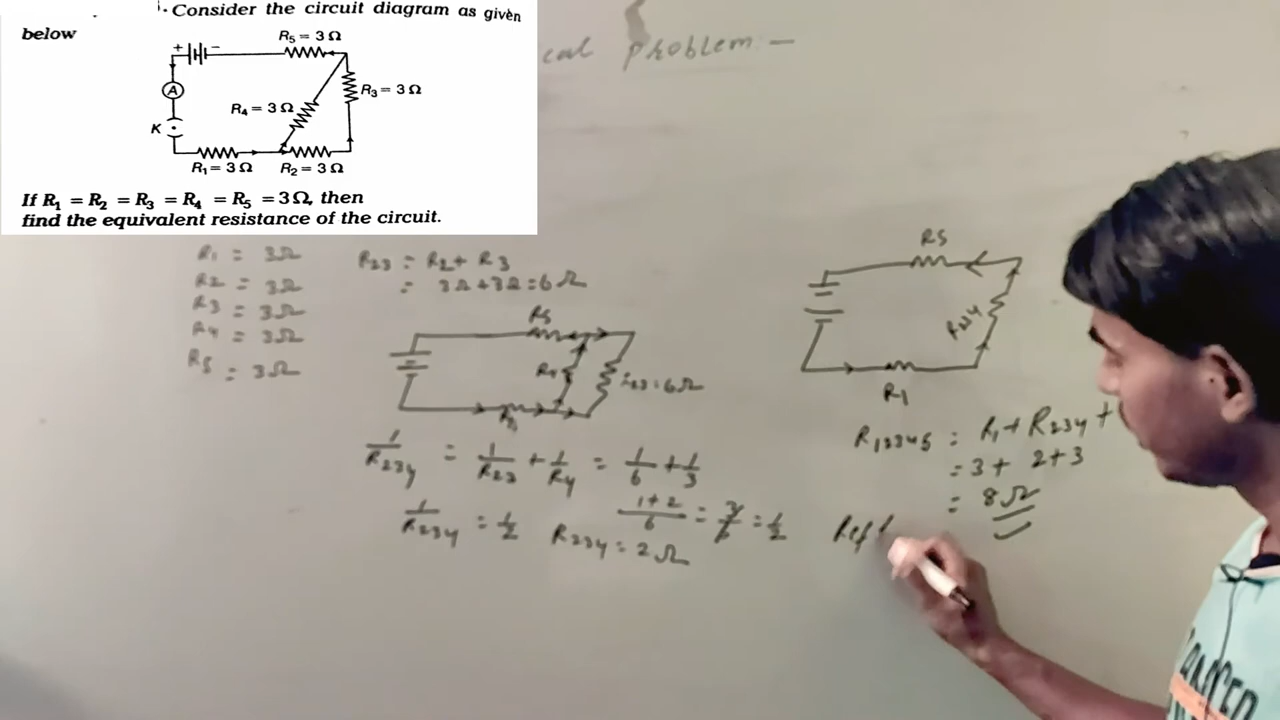 1. Consider the circuit diagram as given
below
R5 = 3 Ω
+ −
A
R3 = 3 Ω
R4 = 3 Ω
K
R1 = 3 Ω
R2 = 3 Ω
If R1 = R2 = R3 = R4 = R5 = 3 Ω, then
find the equivalent resistance of the circuit.
cal Problem —
R1 = 3Ω
R2 = 3Ω
R3 = 3Ω
R4 = 3Ω
R5 = 3Ω
R23 = R2 + R3
= 3Ω + 3Ω = 6Ω
R5
R4
R23 = 6Ω
R1
1/R234 = 1/R23 + 1/R4 = 1/6 + 1/3
1+2/6 = 3/6 = 1/2
1/R234 = 1/2 R234 = 2Ω
R5
R234
R1
R12345 = R1 + R234 +
= 3 + 2 + 3
= 8Ω